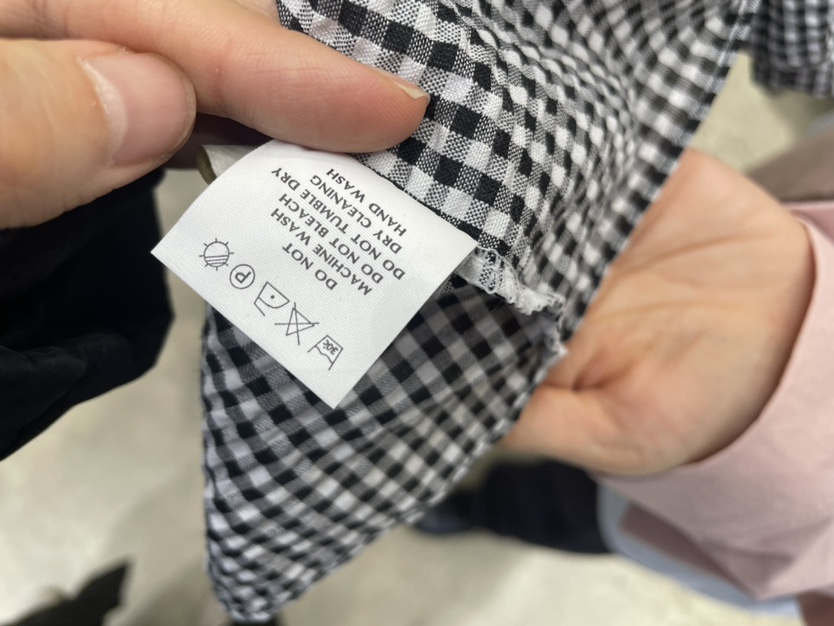 30°C P
DO NOT
MACHINE WASH
DO NOT BLEACH
DO NOT TUMBLE DRY
DRY CLEANING
HAND WASH